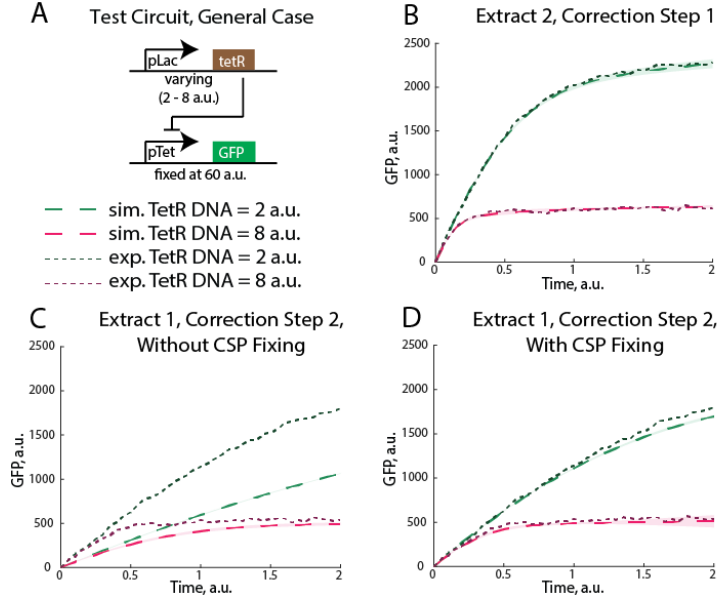 A
Test Circuit, General Case
pLac
tetR
varying
(2 - 8 a.u.)
pTet
GFP
fixed at 60 a.u.
sim. TetR DNA = 2 a.u.
sim. TetR DNA = 8 a.u.
exp. TetR DNA = 2 a.u.
exp. TetR DNA = 8 a.u.
B
Extract 2, Correction Step 1
GFP, a.u.
2500
2000
1500
1000
500
0
0
0.5
1
1.5
2
Time, a.u.
C
Extract 1, Correction Step 2,
Without CSP Fixing
GFP, a.u.
2500
2000
1500
1000
500
0
0
0.5
1
1.5
2
Time, a.u.
D
Extract 1, Correction Step 2,
With CSP Fixing
GFP, a.u.
2500
2000
1500
1000
500
0
0
0.5
1
1.5
2
Time, a.u.